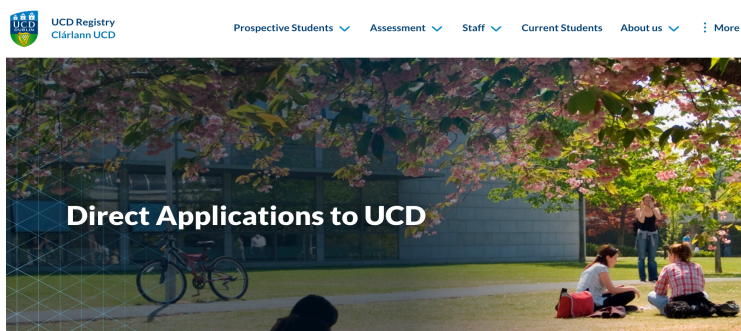 UCD
DUBLIN
UCD Registry
Clárlann UCD
Prospective Students
Assessment
Staff
Current Students
About us
More
Direct Applications to UCD